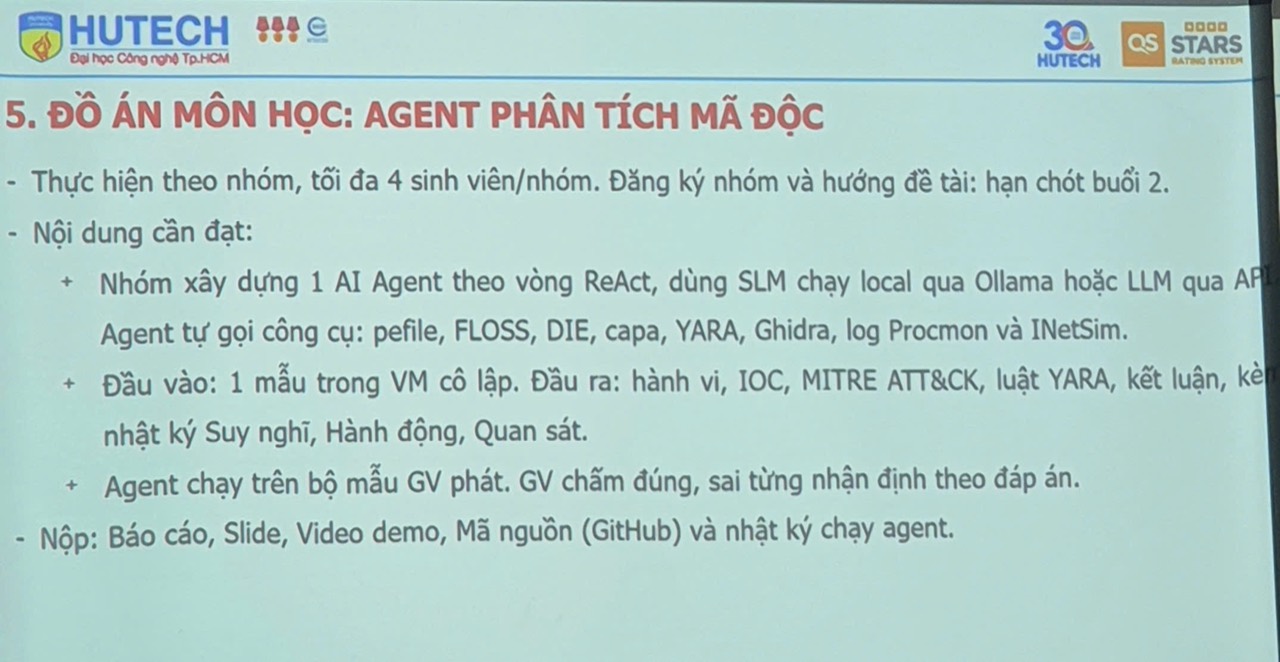 HUTECH
Đại học Công nghệ Tp.HCM
30
HUTECH
QS
STARS
RATING SYSTEM
5. ĐỒ ÁN MÔN HỌC: AGENT PHÂN TÍCH MÃ ĐỘC
- Thực hiện theo nhóm, tối đa 4 sinh viên/nhóm. Đăng ký nhóm và hướng đề tài: hạn chót buổi 2.
- Nội dung cần đạt:
+ Nhóm xây dựng 1 AI Agent theo vòng ReAct, dùng SLM chạy local qua Ollama hoặc LLM qua API.
Agent tự gọi công cụ: pefile, FLOSS, DIE, capa, YARA, Ghidra, log Procmon và INetSim.
+ Đầu vào: 1 mẫu trong VM cô lập. Đầu ra: hành vi, IOC, MITRE ATT&CK, luật YARA, kết luận,
nhật ký Suy nghĩ, Hành động, Quan sát.
+ Agent chạy trên bộ mẫu GV phát. GV chấm đúng, sai từng nhận định theo đáp án.
- Nộp: Báo cáo, Slide, Video demo, Mã nguồn (GitHub) và nhật ký chạy agent.